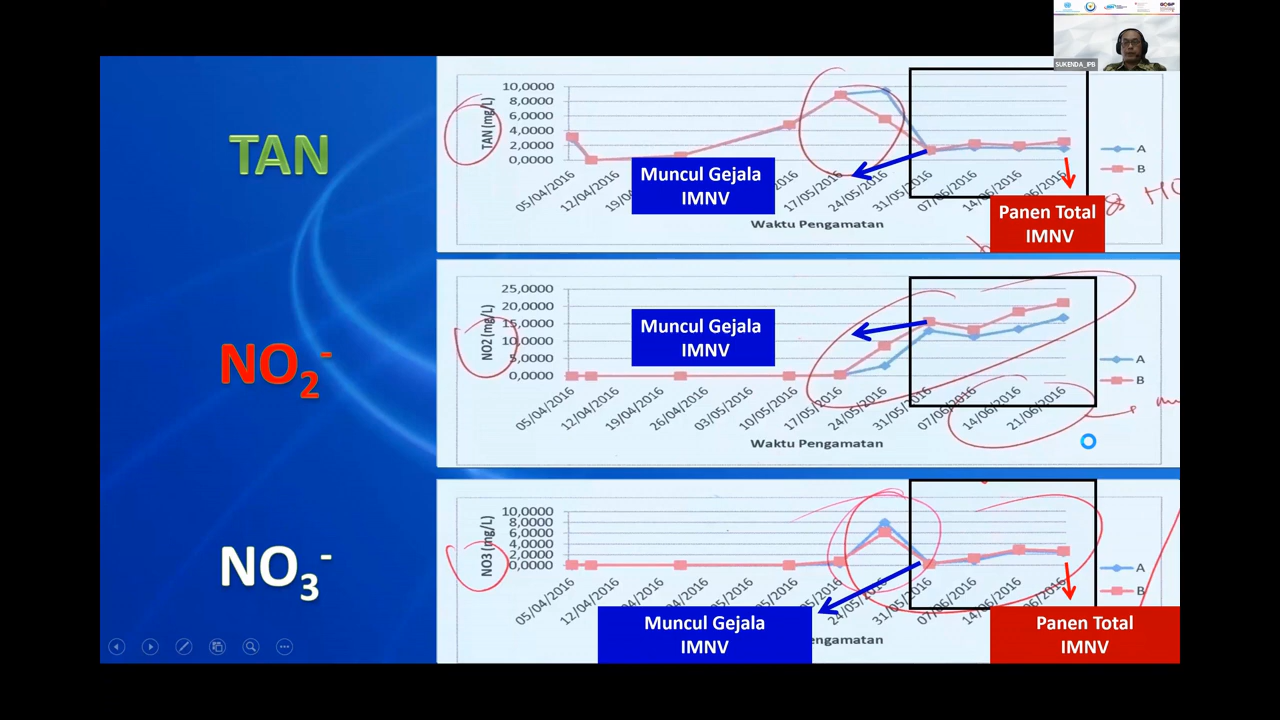 SUKENDA_IPB
TAN
TAN (mg/L)
10,0000
8,0000
6,0000
4,0000
2,0000
0,0000
05/04/2016
12/04/2016
17/05/2016
24/05/2016
31/05/2016
07/06/2016
14/06/2016
Waktu Pengamatan
A
B
Muncul Gejala
IMNV
Panen Total
IMNV
NO2-
NO2 (mg/L)
25,0000
20,0000
15,0000
10,0000
5,0000
0,0000
05/04/2016
12/04/2016
19/04/2016
26/04/2016
03/05/2016
10/05/2016
17/05/2016
24/05/2016
31/05/2016
07/06/2016
14/06/2016
21/06/2016
Waktu Pengamatan
A
B
Muncul Gejala
IMNV
NO3-
NO3 (mg/L)
10,0000
8,0000
6,0000
4,0000
2,0000
0,0000
05/04/2016
12/04/2016
24/05/2016
31/05/2016
07/06/2016
14/06/2016
A
B
Muncul Gejala
IMNV
Panen Total
IMNV